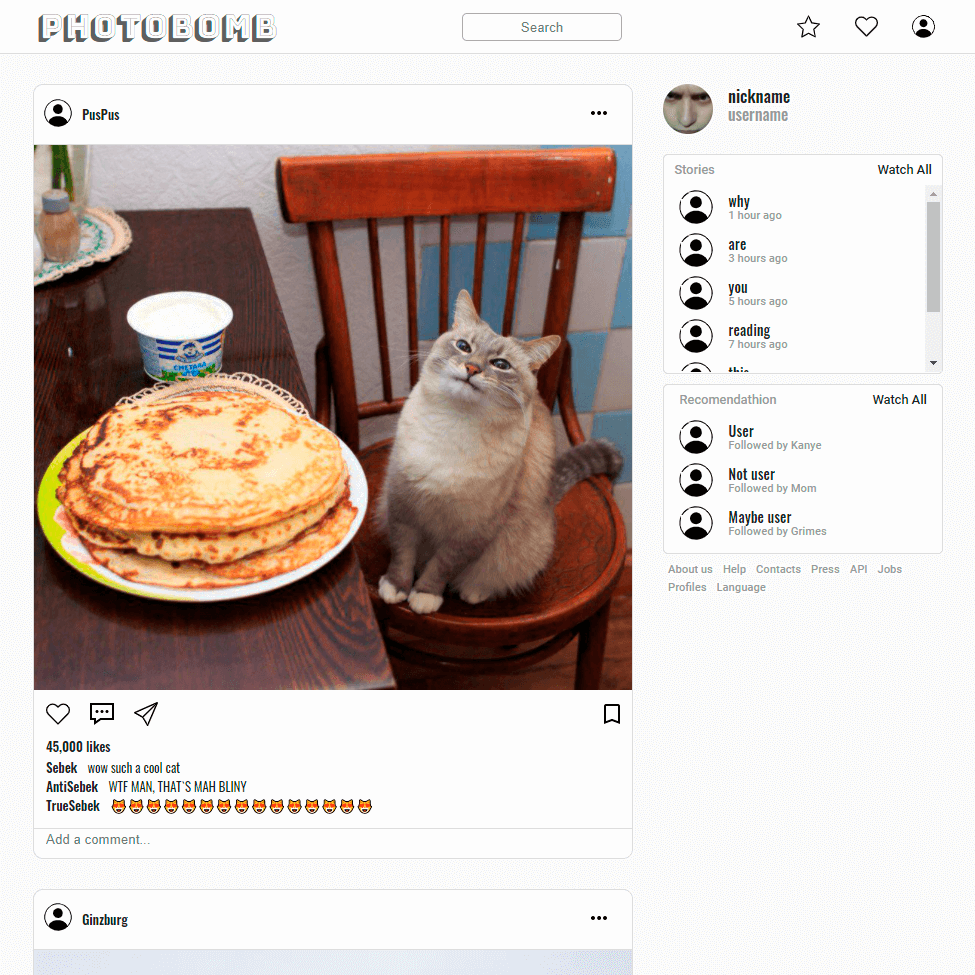 PHOTOBOMB
Search
PusPus
СМЕТАНА
45,000 likes
Sebek wow such a cool cat
AntiSebek WTF MAN, THAT`S MAH BLINY
TrueSebek 😻😻😻😻😻😻😻😻😻😻😻😻😻😻😻
Add a comment...
Ginzburg
nickname
username
Stories Watch All
why
1 hour ago
are
3 hours ago
you
5 hours ago
reading
7 hours ago
this
Recomendathion Watch All
User
Followed by Kanye
Not user
Followed by Mom
Maybe user
Followed by Grimes
About us Help Contacts Press API Jobs
Profiles Language